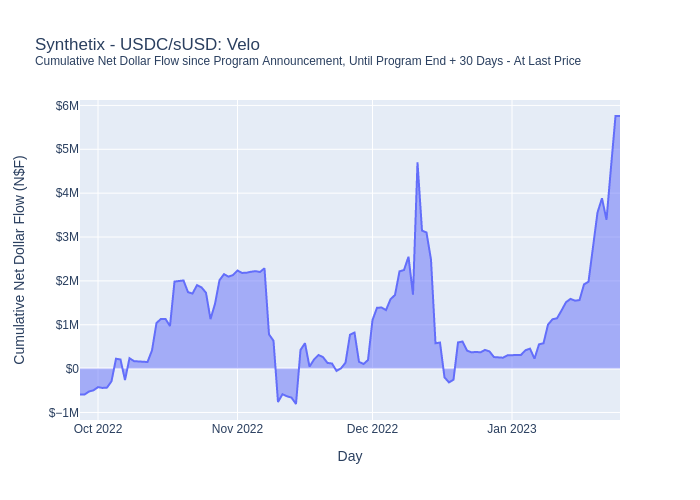 Synthetix - USDC/sUSD: Velo
Cumulative Net Dollar Flow since Program Announcement, Until Program End + 30 Days - At Last Price
$6M
$5M
$4M
$3M
$2M
$1M
$0
$−1M
Cumulative Net Dollar Flow (N$F)
Oct 2022
Nov 2022
Dec 2022
Jan 2023
Day